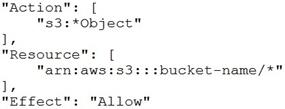 "Action": [
"s3:*Object"
],
"Resource": [
"arn:aws:s3:::bucket-name/*"
],
"Effect": "Allow"